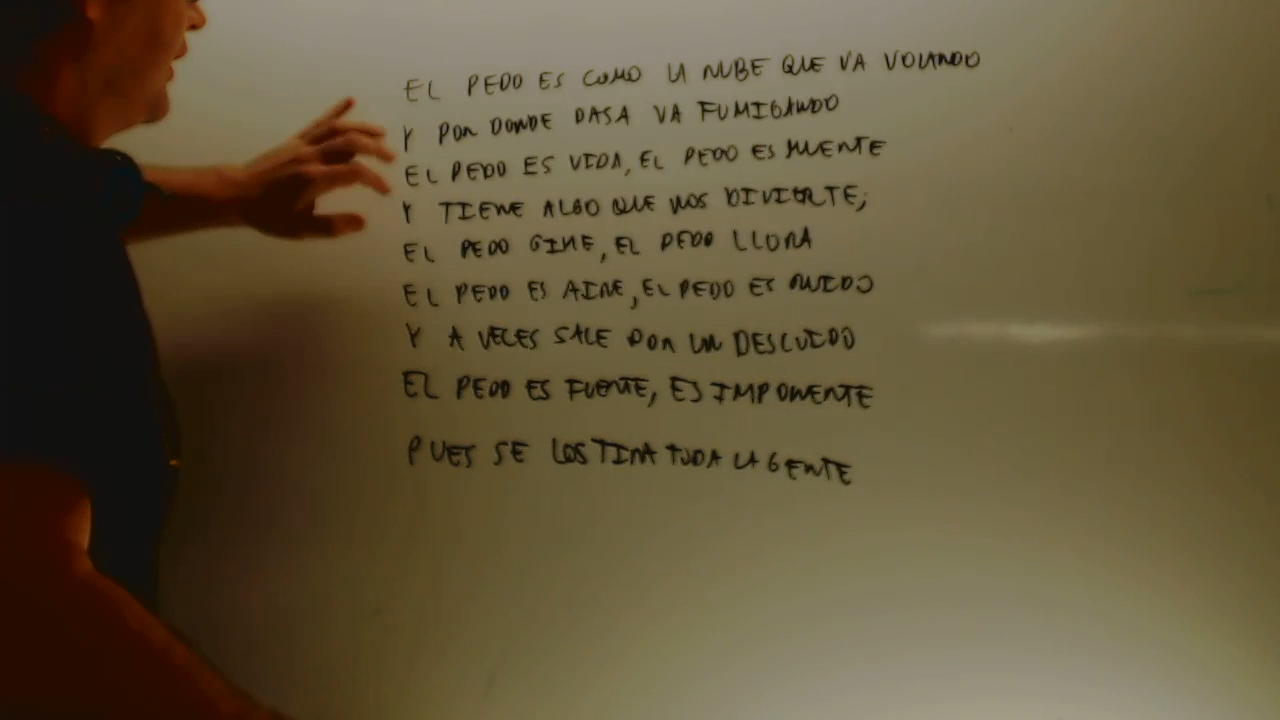 EL PEDO ES COMO LA NUBE QUE VA VOLANDO
Y POR DONDE PASA VA FUMIGANDO
EL PEDO ES VIDA, EL PEDO ES MUERTE
Y TIENE ALGO QUE NOS DIVIERTE;
EL PEDO GIME, EL PEDO LLORA
EL PEDO ES AIRE, EL PEDO ES RUIDO
Y A VECES SALE POR UN DESCUIDO
EL PEDO ES FUERTE, ES IMPONENTE
PUES SE LOS TIRA TODA LA GENTE